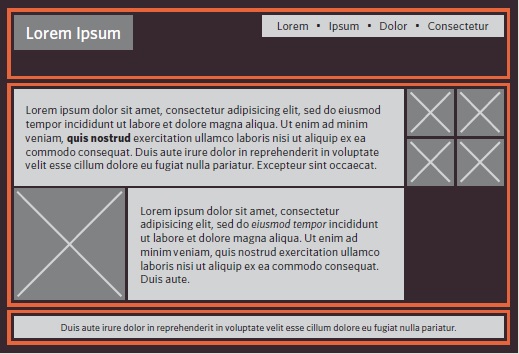 Lorem Ipsum
Lorem • Ipsum • Dolor • Consectetur
Lorem ipsum dolor sit amet, consectetur adipisicing elit, sed do eiusmod
tempor incididunt ut labore et dolore magna aliqua. Ut enim ad minim
veniam, quis nostrud exercitation ullamco laboris nisi ut aliquip ex ea
commodo consequat. Duis aute irure dolor in reprehenderit in voluptate
velit esse cillum dolore eu fugiat nulla pariatur. Excepteur sint occaecat.
Lorem ipsum dolor sit amet, consectetur
adipisicing elit, sed do eiusmod tempor incididunt
ut labore et dolore magna aliqua. Ut enim ad
minim veniam, quis nostrud exercitation ullamco
laboris nisi ut aliquip ex ea commodo consequat.
Duis aute.
Duis aute irure dolor in reprehenderit in voluptate velit esse cillum dolore eu fugiat nulla pariatur.